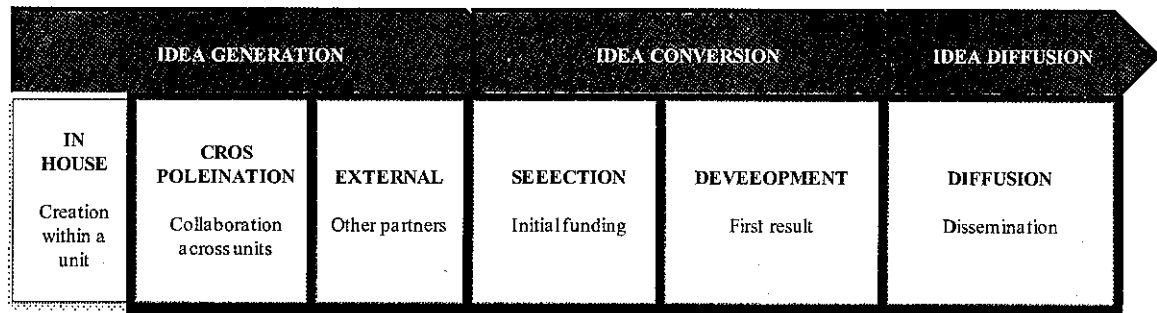 IDEA GENERATION
IDEA CONVERSION
IDEA DIFFUSION
IN
HOUSE
Creation
within a
unit
CROS
POLEINATION
Collaboration
across units
EXTERNAL
Other partners
SEEECTION
Initial funding
DEVEEOPMENT
First result
DIFFUSION
Dissemination